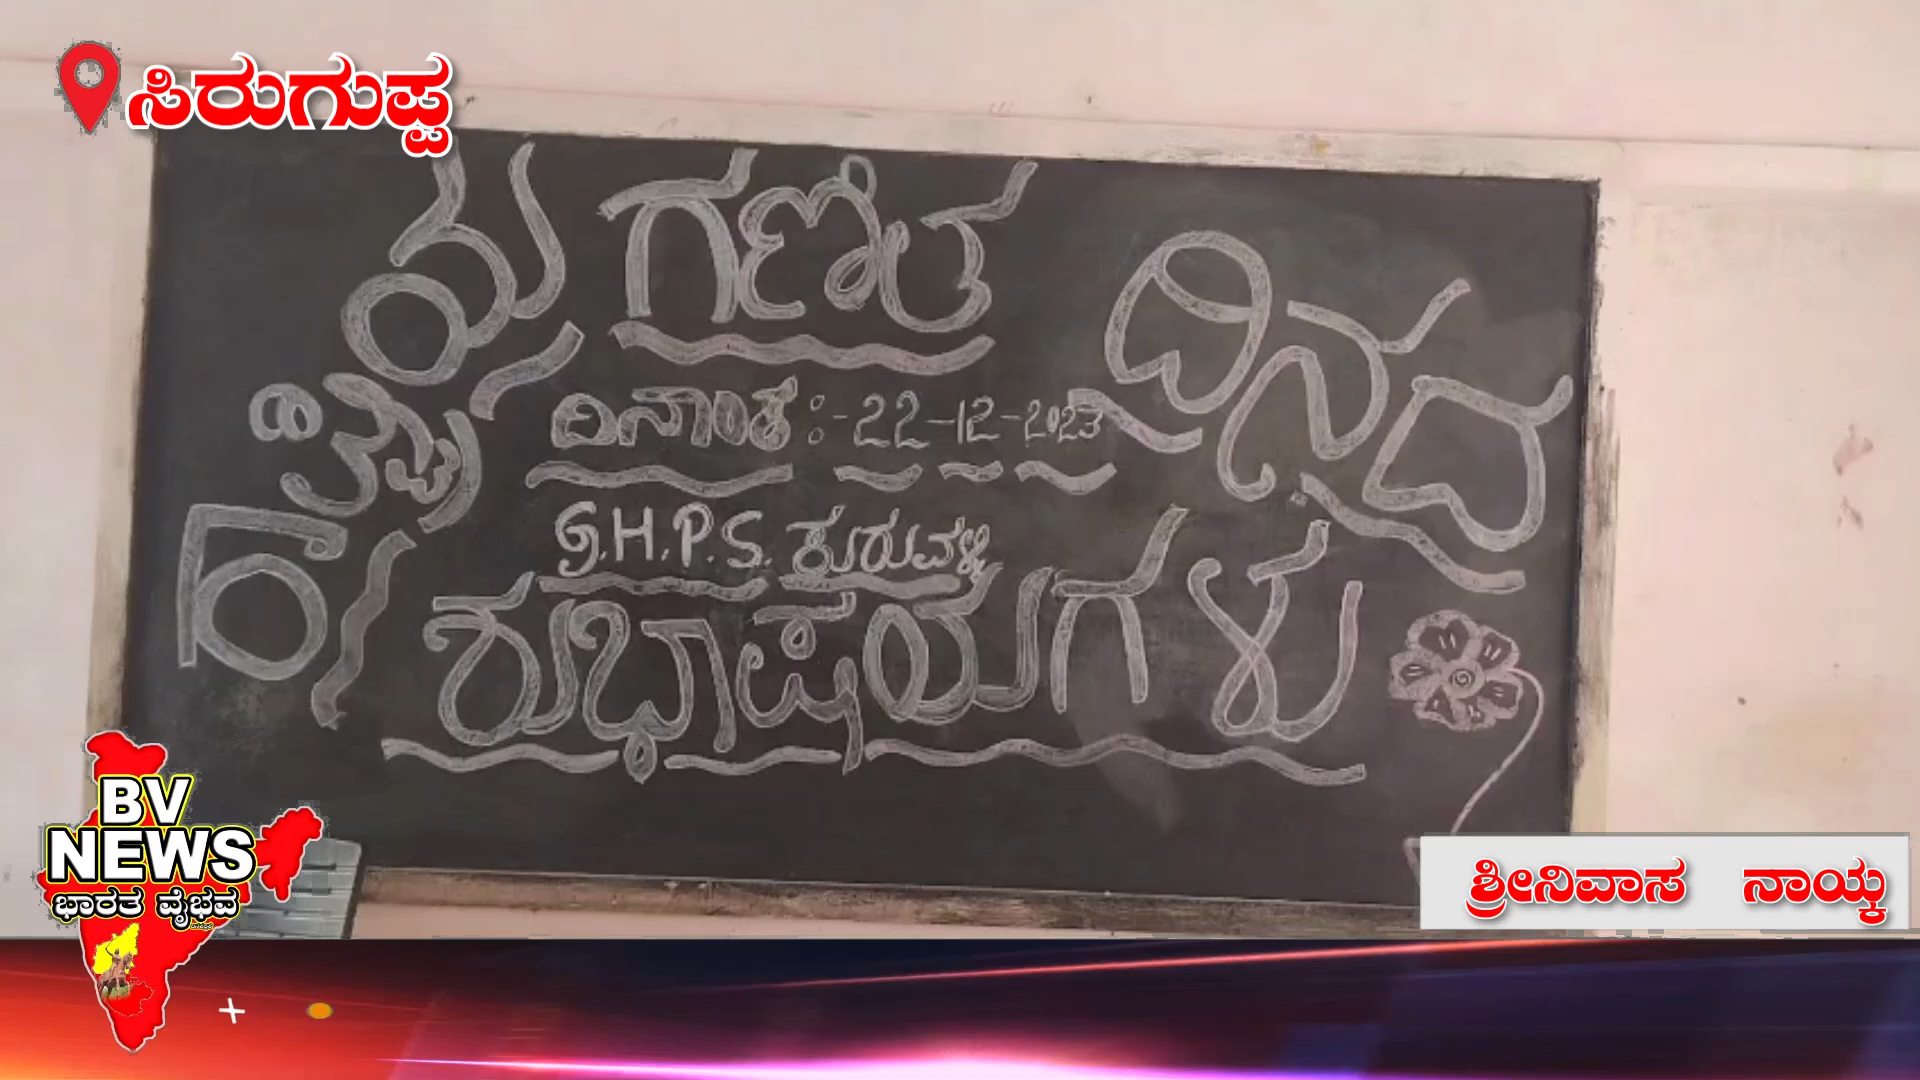 ಸಿರುಗುಪ್ಪ
ರಾಷ್ಟ್ರೀಯ ಗಣಿತ ದಿನದ
ದಿನಾಂಕ :- 22-12-2023
G.H.P.S. ಕುರುವಳ್ಳಿ
ಶುಭಾಷಯಗಳು
BV
NEWS
ಭಾರತ ವೈಭವ
ಶ್ರೀನಿವಾಸ ನಾಯ್ಕ